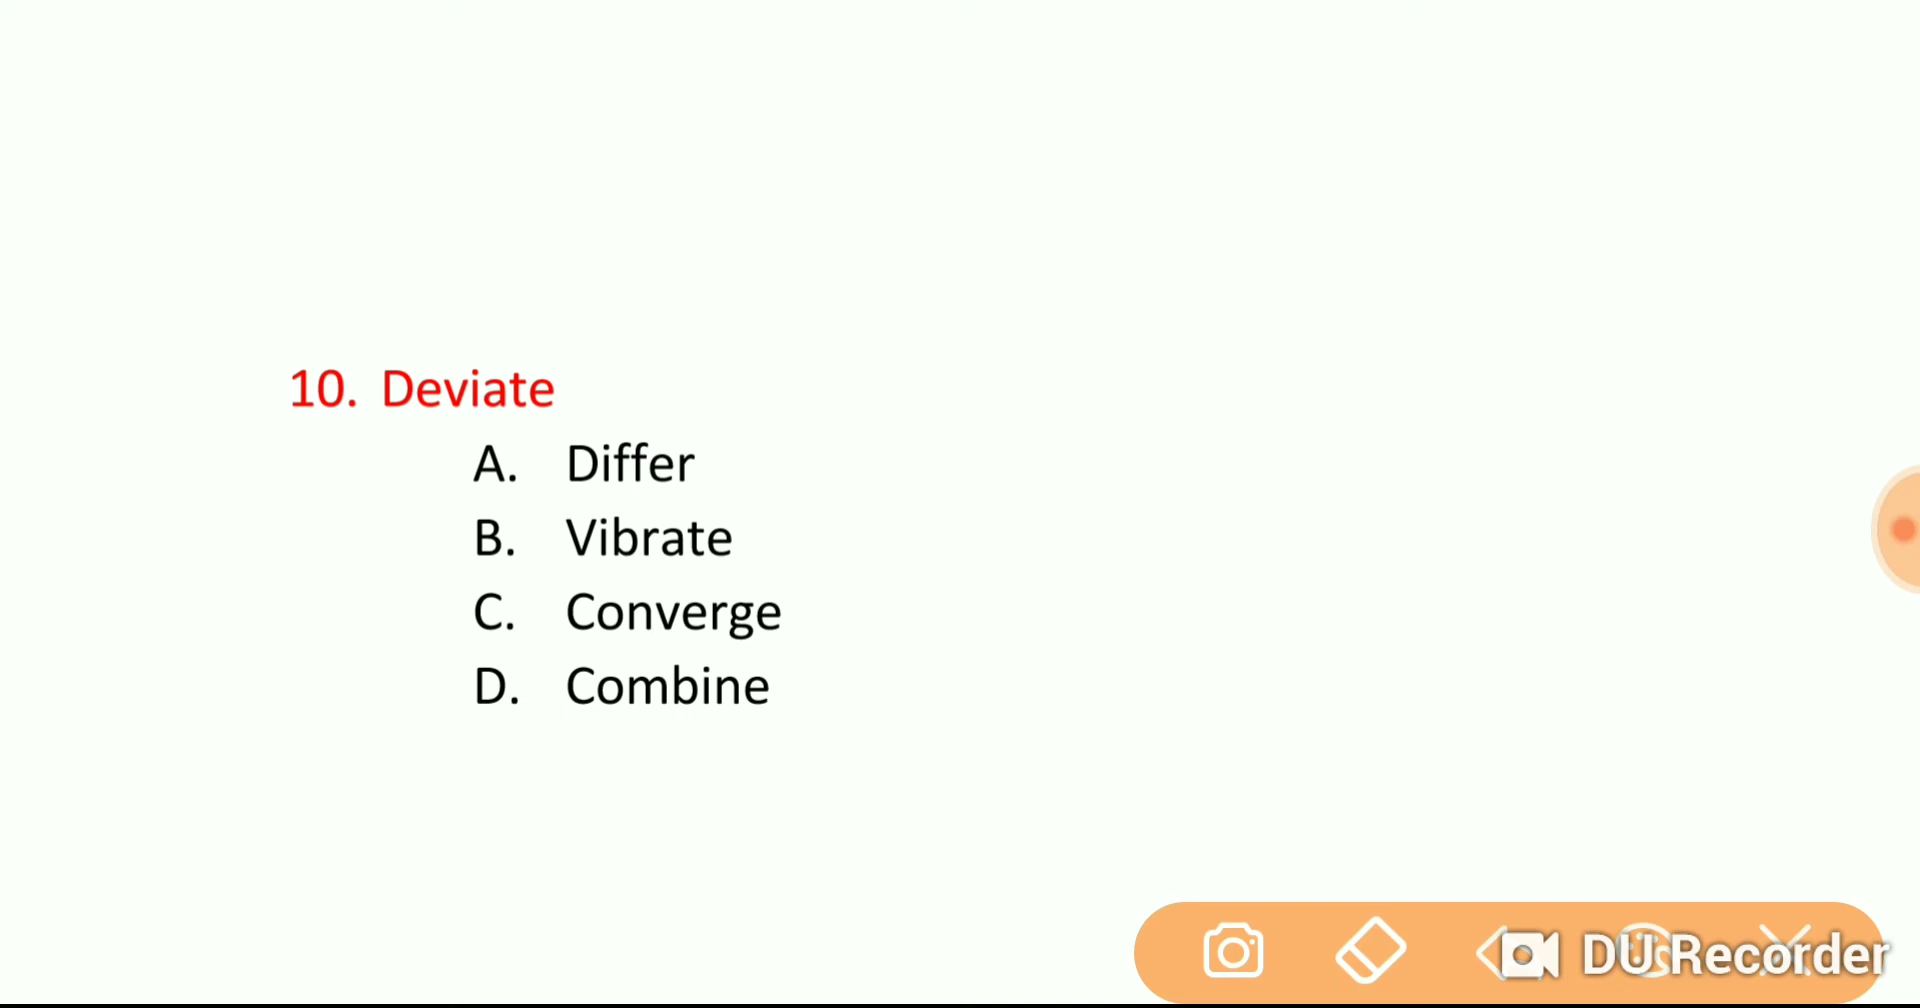 10. Deviate
A. Differ
B. Vibrate
C. Converge
D. Combine
DU Recorder